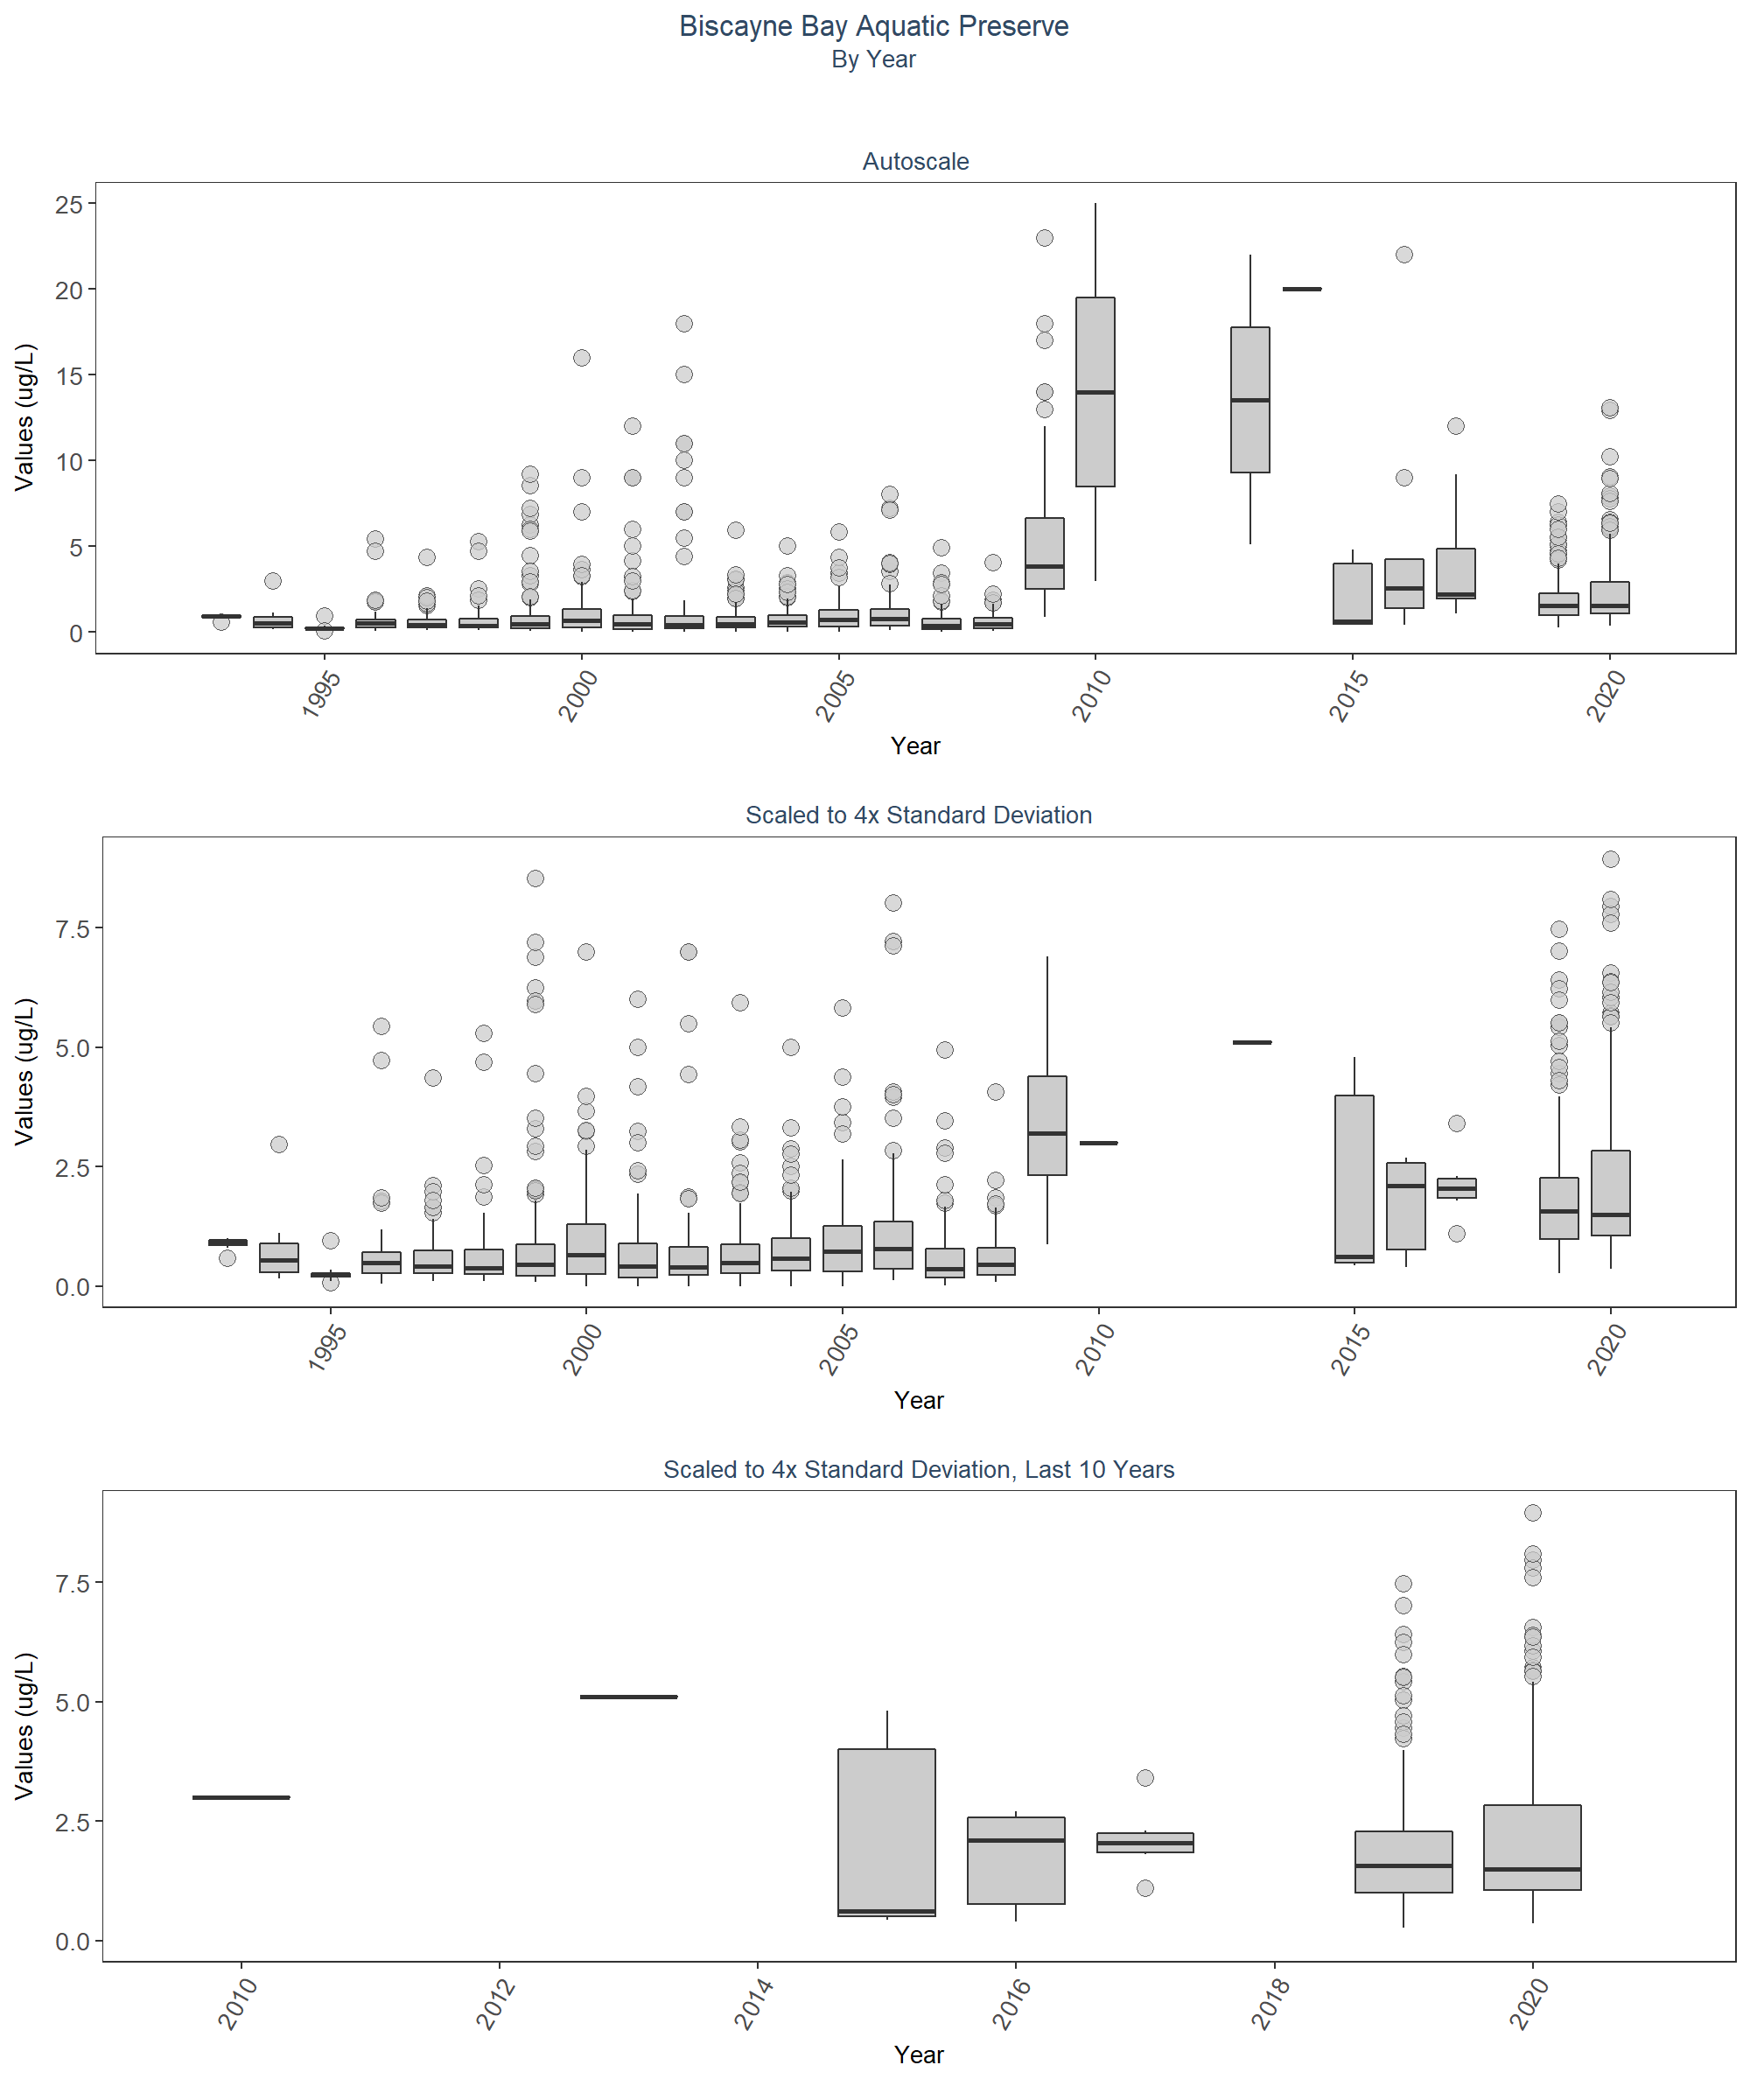 Biscayne Bay Aquatic Preserve
By Year
Autoscale
Values (ug/L)
25
20
15
10
5
0
1995
2000
2005
2010
2015
2020
Year
Scaled to 4x Standard Deviation
Values (ug/L)
7.5
5.0
2.5
0.0
1995
2000
2005
2010
2015
2020
Year
Scaled to 4x Standard Deviation, Last 10 Years
Values (ug/L)
7.5
5.0
2.5
0.0
2010
2012
2014
2016
2018
2020
Year